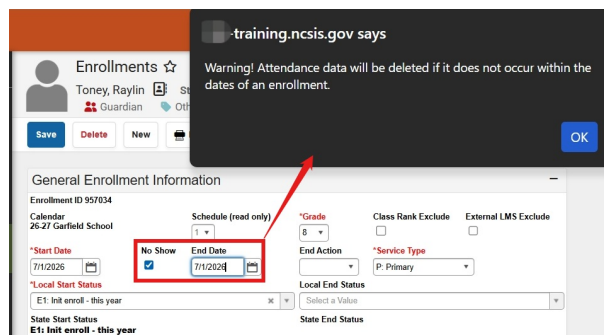 -training.ncsis.gov says
Warning! Attendance data will be deleted if it does not occur within the
dates of an enrollment.
OK
Enrollments
Toney, Raylin
Guardian
Save
Delete
New
General Enrollment Information
Enrollment ID 957034
Calendar
26-27 Garfield School
Schedule (read only)
1
*Grade
8
Class Rank Exclude
External LMS Exclude
*Start Date
7/1/2026
No Show
End Date
7/1/2026
End Action
*Service Type
P: Primary
*Local Start Status
E1: Init enroll - this year
Local End Status
Select a Value
State Start Status
E1: Init enroll - this year
State End Status